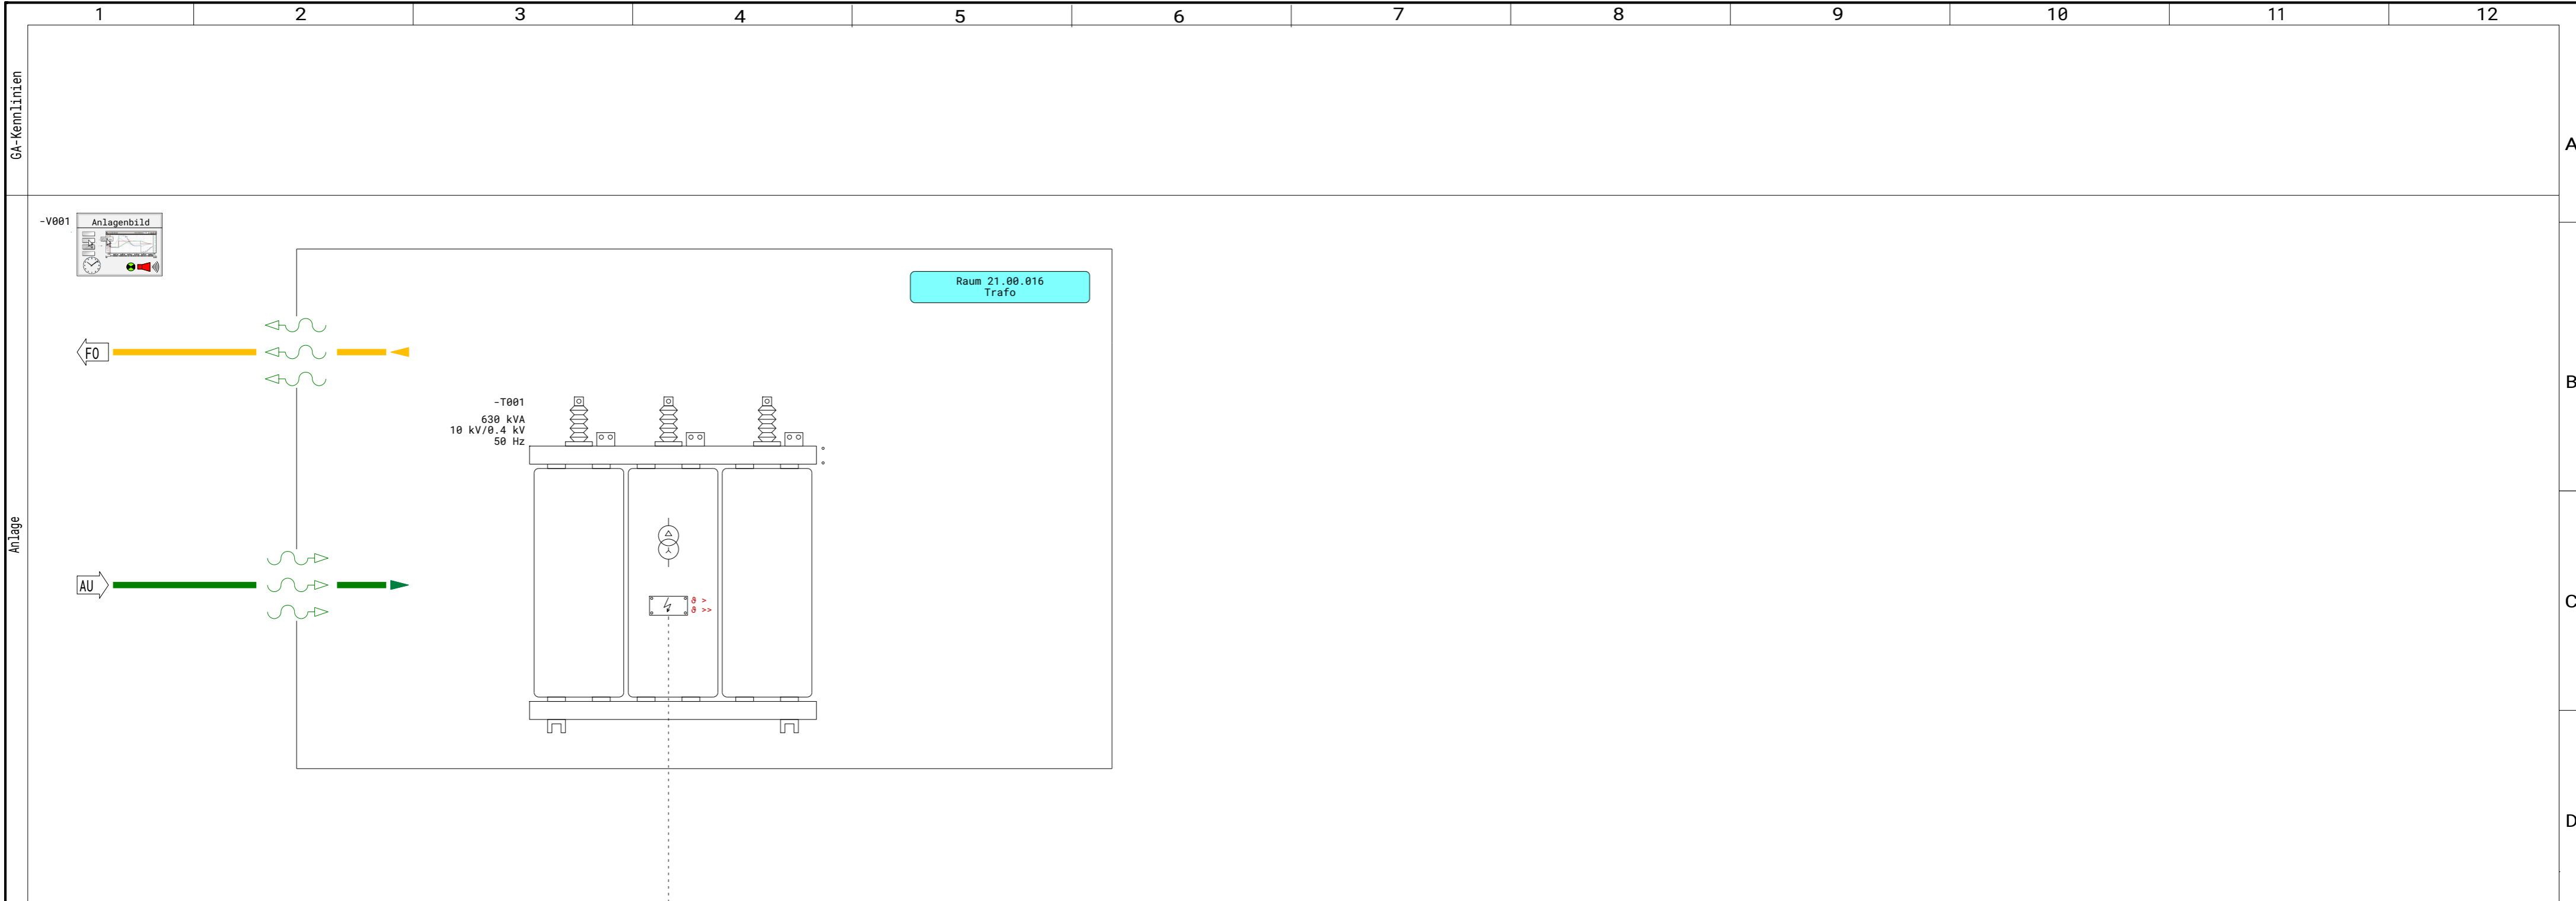 1 2 3 4 5 6 7 8 9 10 11 12
GA-Kennlinien
A
-V001
Anlagenbild
Raum 21.00.016
Trafo
FO
B
-T001
630 kVA
10 kV/0.4 kV
50 Hz
Anlage
AU
ϑ >
ϑ >>
C
D